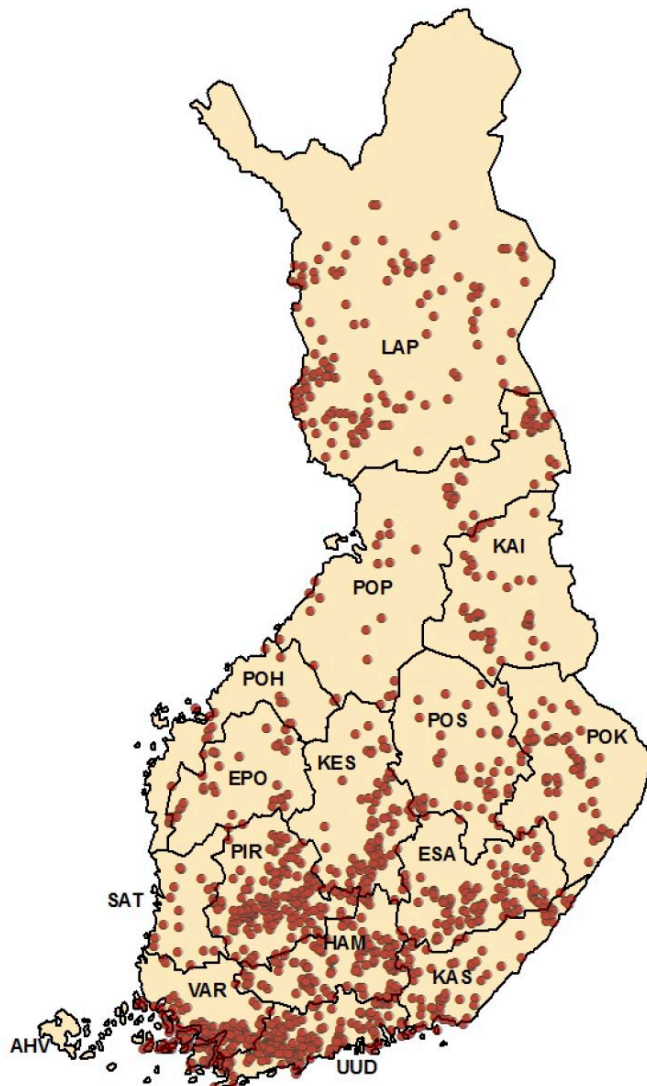 LAP
KAI
POP
POH
POS
POK
KES
EPO
PIR
ESA
SAT
HAM
VAR
KAS
AHV
UUD